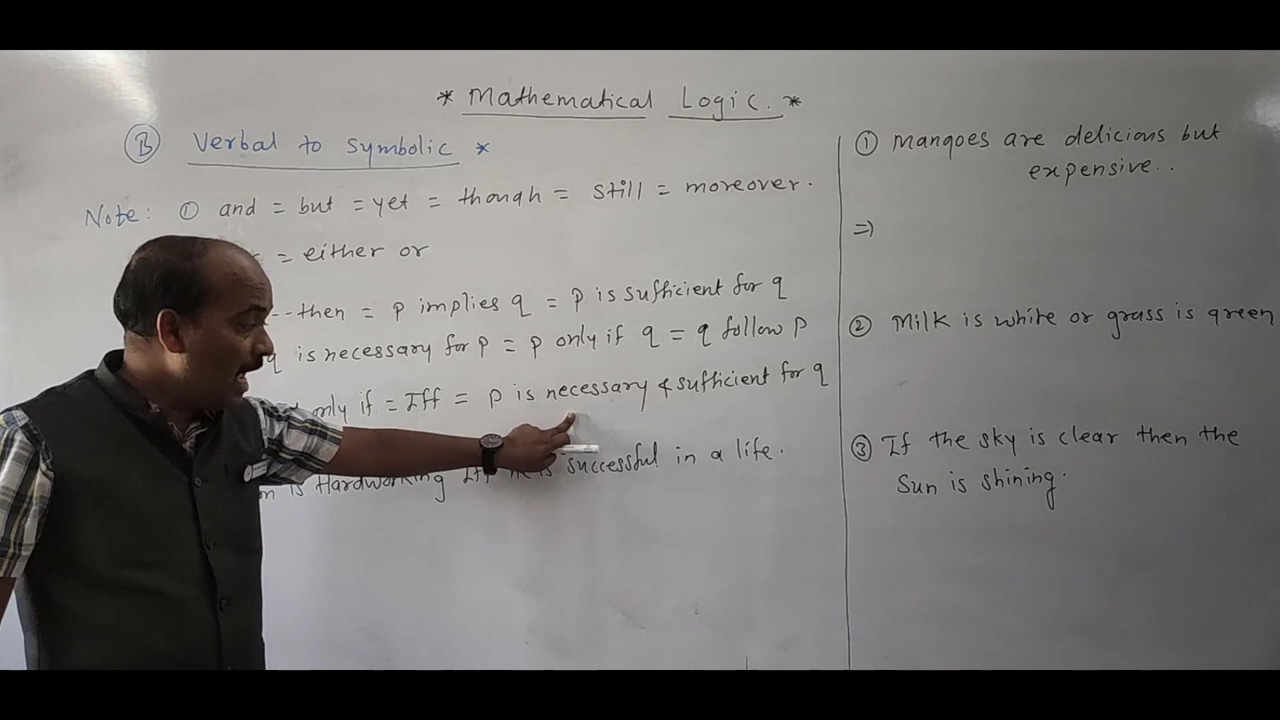 * Mathematical Logic. *
B Verbal to symbolic *
Note: ① and = but = yet = though = still = moreover.
= either or
---then = p implies q = p is sufficient for q
q is necessary for p = p only if q = q follow p
only if = Iff = p is necessary & sufficient for q
is Hardworking Iff is successful in a life.
① mangoes are delicious but
expensive..
⇒
② Milk is white or grass is green
③ If the sky is clear then the
Sun is shining.